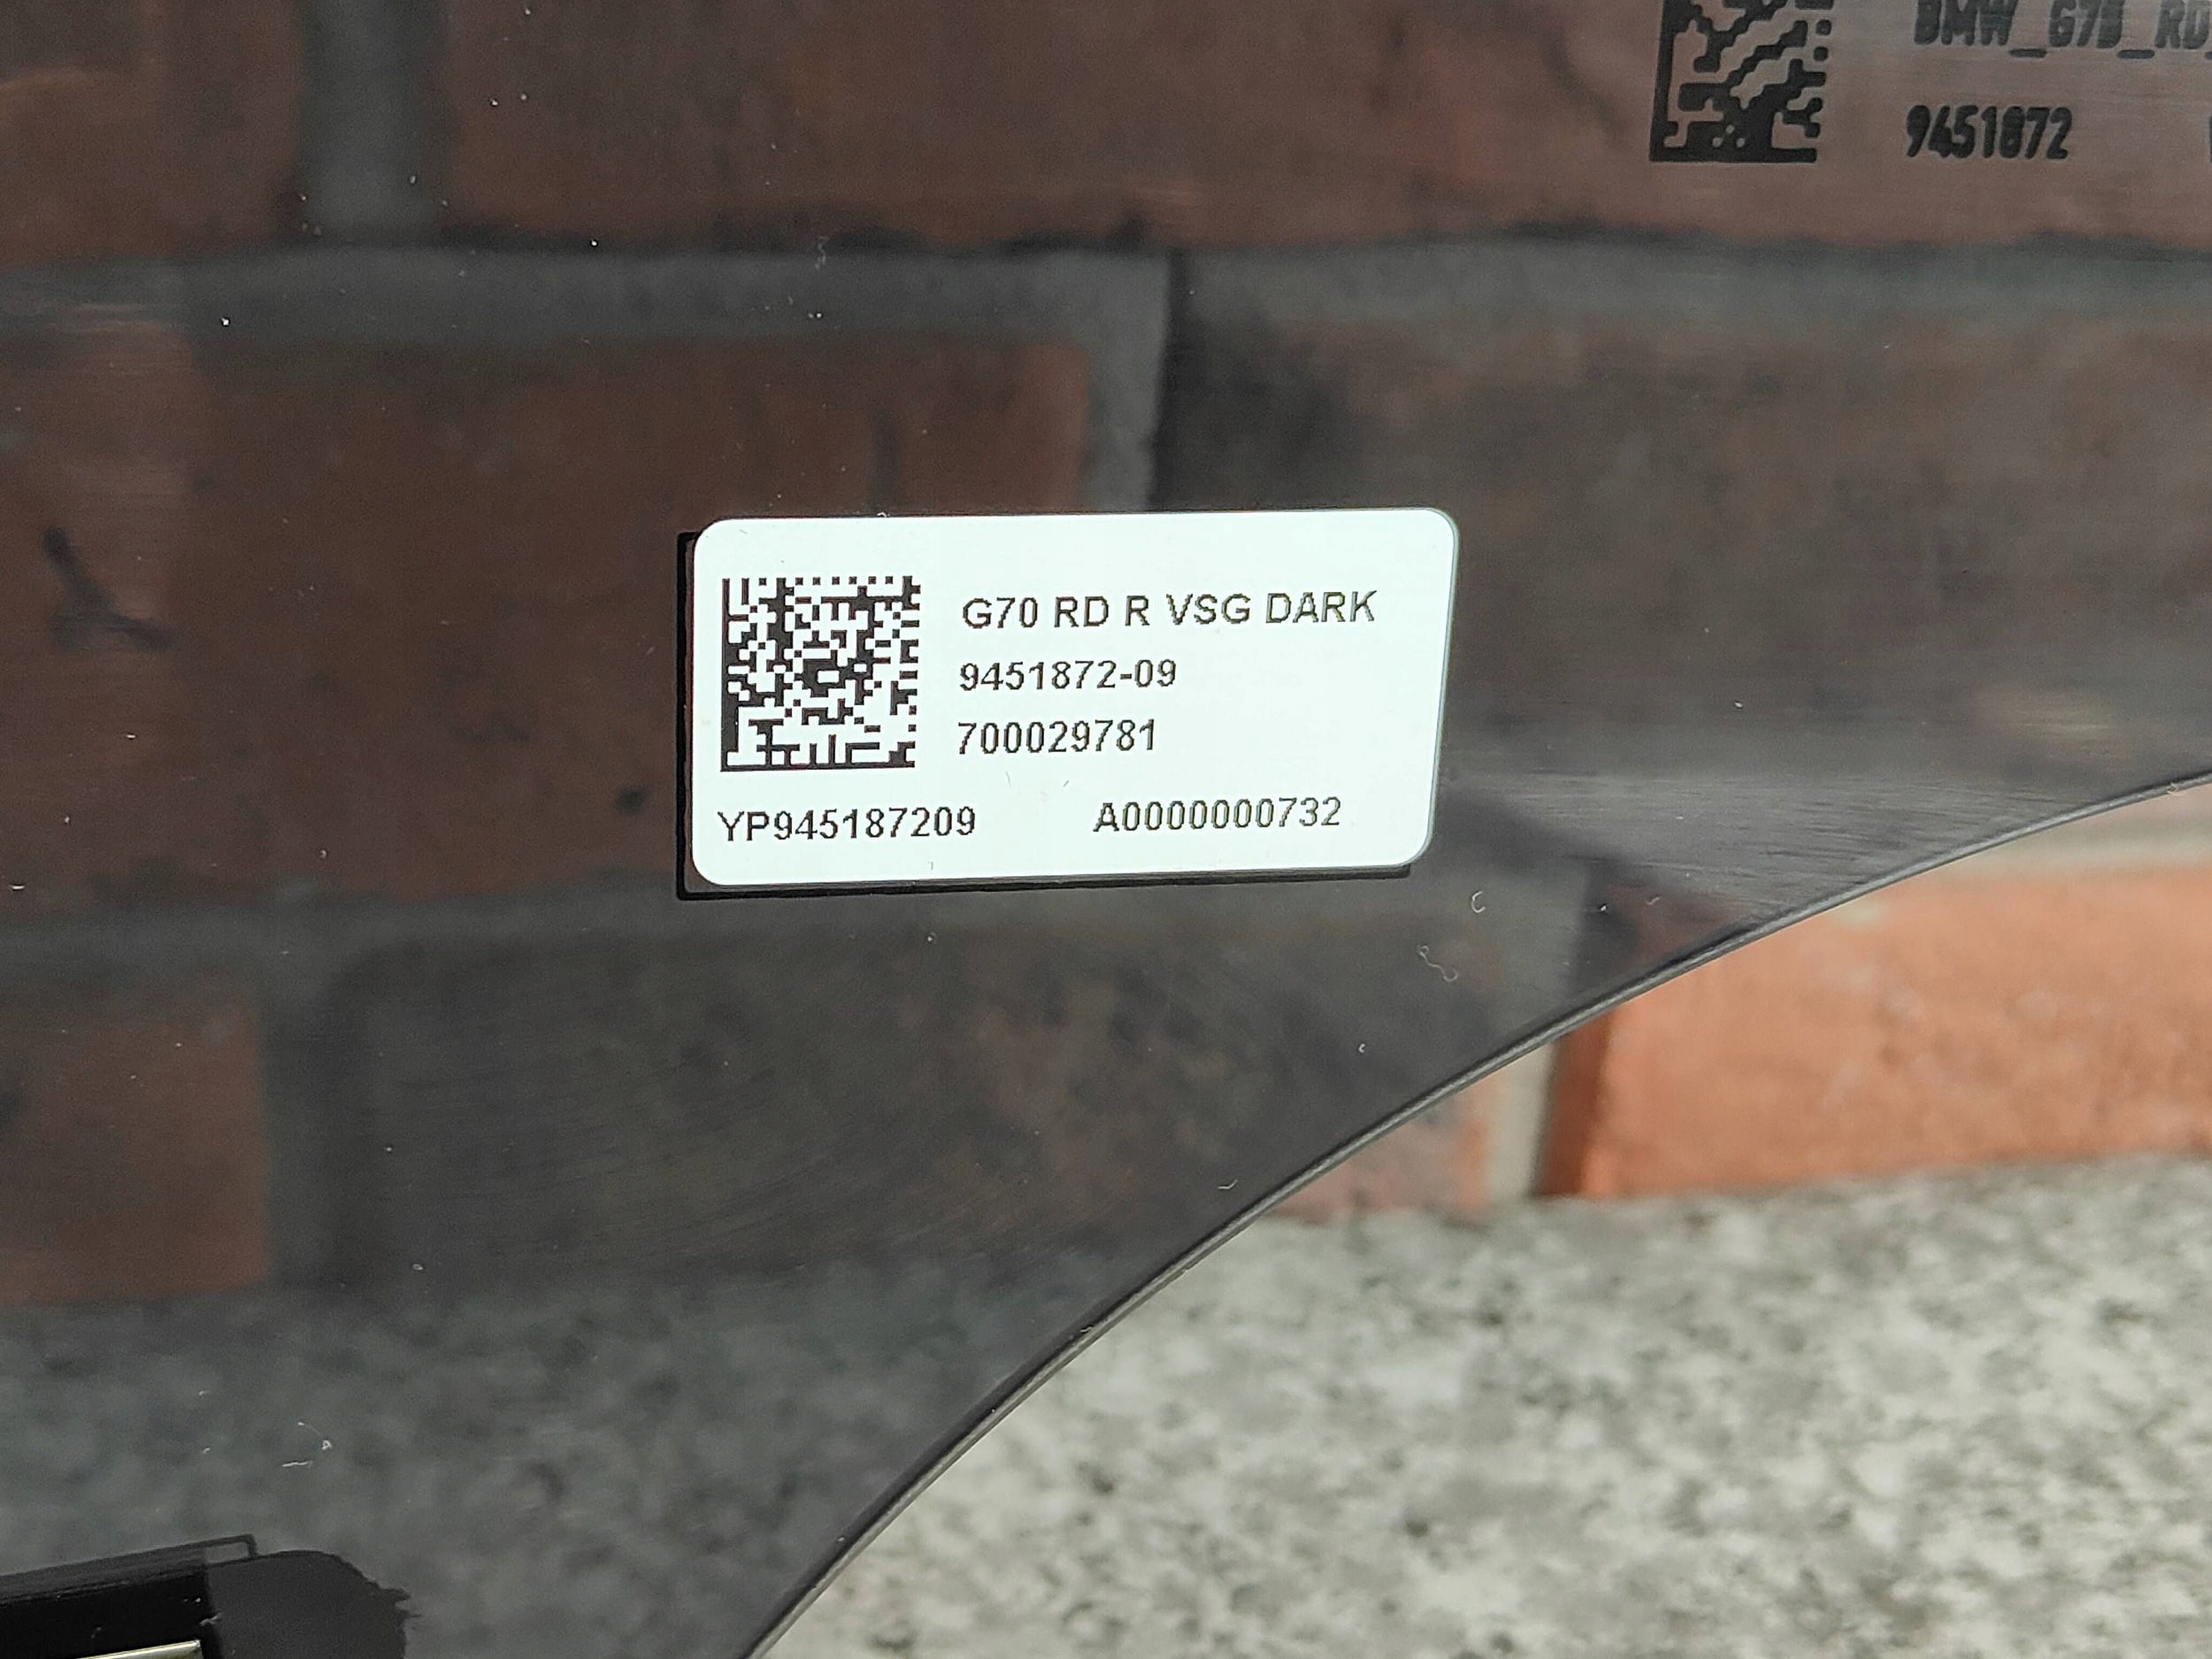 BMW_G70_RD
9451872
G70 RD R VSG DARK
9451872-09
700029781
YP945187209 A0000000732